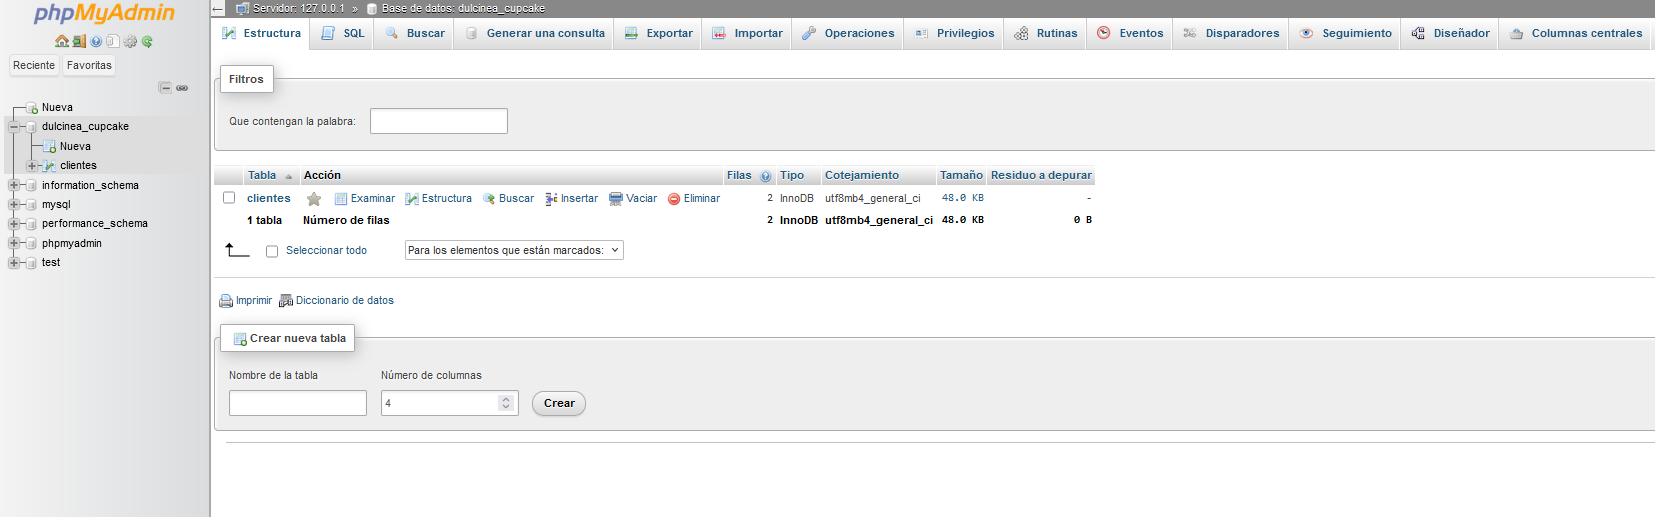 phpMyAdmin
Reciente Favoritas
Nueva
dulcinea_cupcake
Nueva
clientes
information_schema
mysql
performance_schema
phpmyadmin
test
Servidor: 127.0.0.1 » Base de datos: dulcinea_cupcake
Estructura SQL Buscar Generar una consulta Exportar Importar Operaciones Privilegios Rutinas Eventos Disparadores Seguimiento Diseñador Columnas centrales
Filtros
Que contengan la palabra:
Tabla Acción Filas Tipo Cotejamiento Tamaño Residuo a depurar
clientes Examinar Estructura Buscar Insertar Vaciar Eliminar 2 InnoDB utf8mb4_general_ci 48.0 KB -
1 tabla Número de filas 2 InnoDB utf8mb4_general_ci 48.0 KB 0 B
Seleccionar todo Para los elementos que están marcados:
Imprimir Diccionario de datos
Crear nueva tabla
Nombre de la tabla Número de columnas
4 Crear